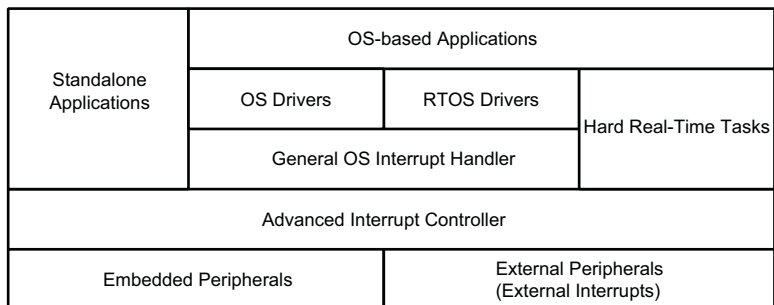 OS-based Applications
Standalone
Applications
OS Drivers
RTOS Drivers
Hard Real-Time Tasks
General OS Interrupt Handler
Advanced Interrupt Controller
Embedded Peripherals
External Peripherals
(External Interrupts)